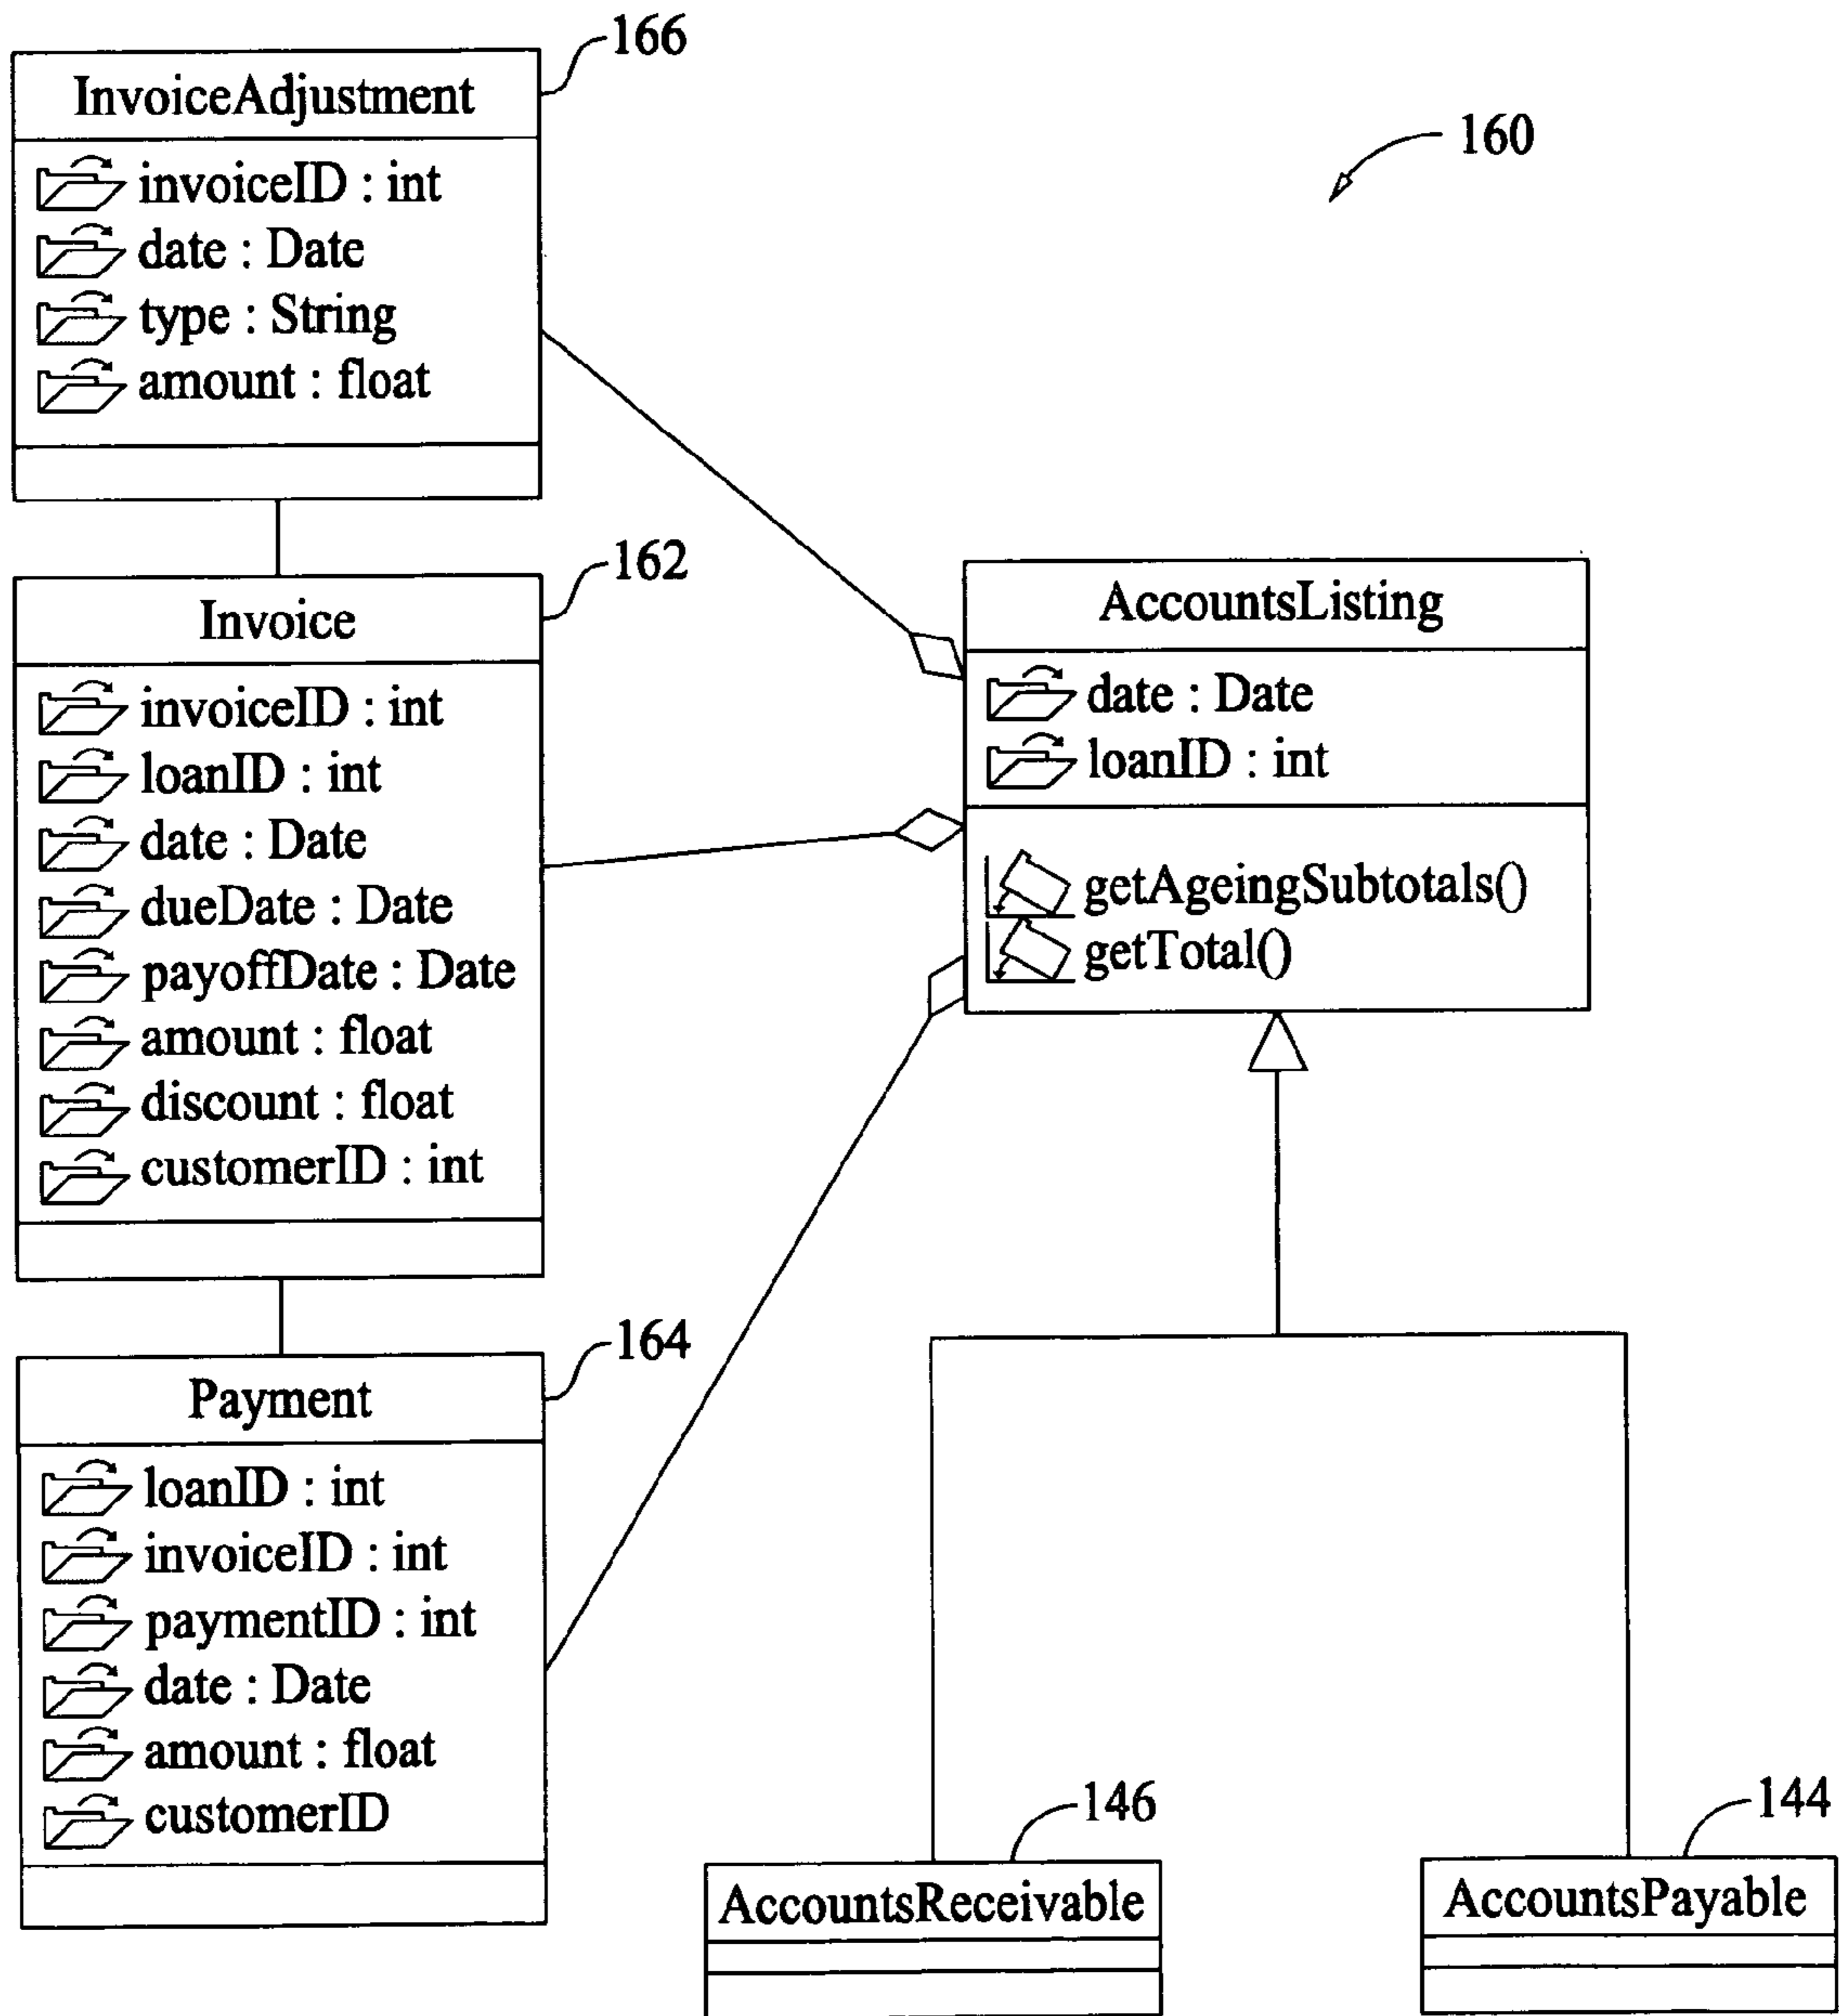 166
InvoiceAdjustment
invoiceID : int
date : Date
type : String
amount : float
160
162
Invoice
invoiceID : int
loanID : int
date : Date
dueDate : Date
payoffDate : Date
amount : float
discount : float
customerID : int
AccountsListing
date : Date
loanID : int
getAgeingSubtotals()
getTotal()
164
Payment
loanID : int
invoiceID : int
paymentID : int
date : Date
amount : float
customerID
146
AccountsReceivable
144
AccountsPayable